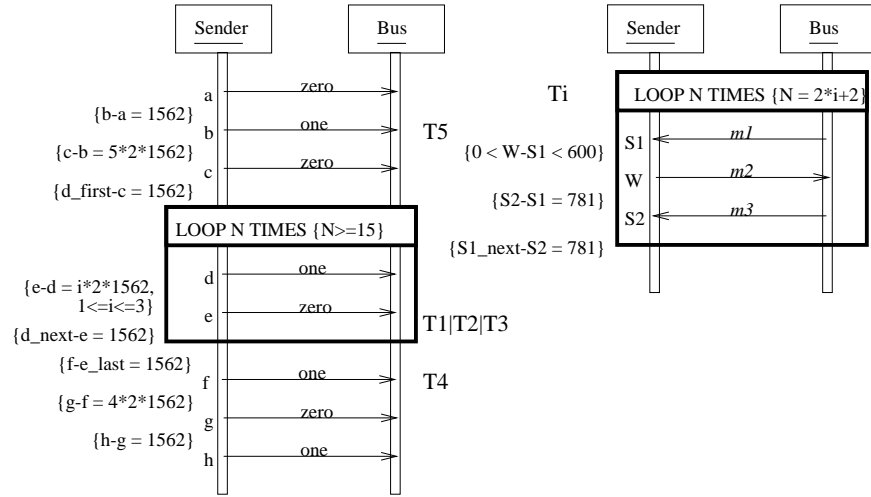 Sender
Bus
zero
a
{b-a = 1562}
one
b
T5
{c-b = 5*2*1562}
zero
c
{d_first-c = 1562}
LOOP N TIMES {N>=15}
one
d
{e-d = i*2*1562,
1<=i<=3}
zero
e
T1|T2|T3
{d_next-e = 1562}
{f-e_last = 1562}
one
f
T4
{g-f = 4*2*1562}
zero
g
{h-g = 1562}
one
h
Sender
Bus
Ti
LOOP N TIMES {N = 2*i+2}
S1
m1
{0 < W-S1 < 600}
W
m2
{S2-S1 = 781}
S2
m3
{S1_next-S2 = 781}